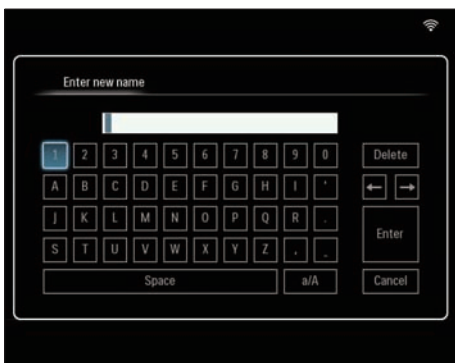 Enter new name
1 2 3 4 5 6 7 8 9 0 Delete
A B C D E F G H I '
J K L M N O P Q R .
Enter
S T U V W X Y Z , -
Space a/A Cancel